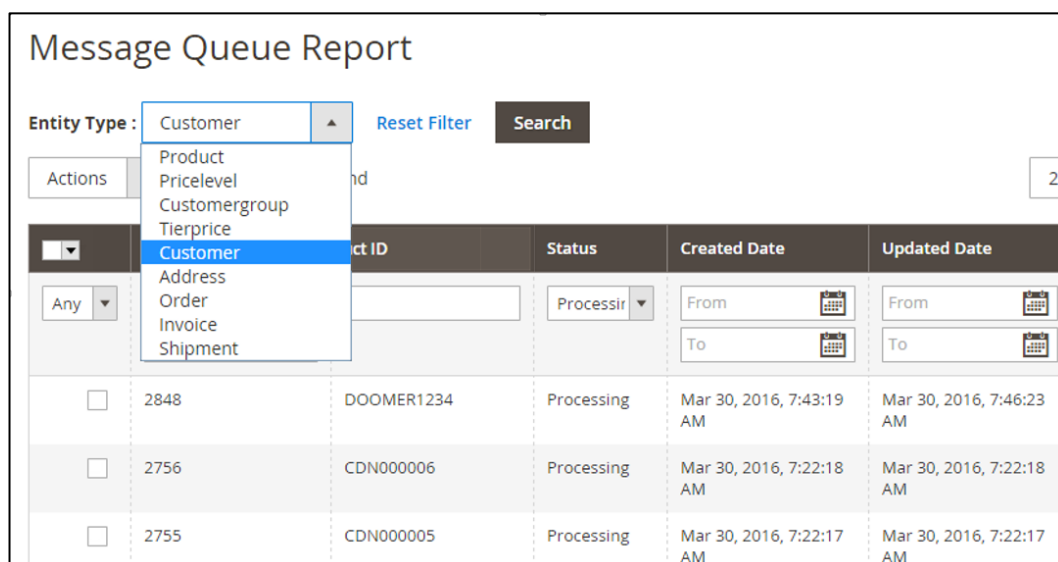 Message Queue Report
Entity Type : Customer Reset Filter Search
Product
Pricelevel
Customergroup
Tierprice
Customer
Address
Order
Invoice
Shipment
Actions
2
Status Created Date Updated Date
ID
Any Processin From From
To To
2848 DOOMER1234 Processing Mar 30, 2016, 7:43:19 Mar 30, 2016, 7:46:23
AM AM
2756 CDN000006 Processing Mar 30, 2016, 7:22:18 Mar 30, 2016, 7:22:18
AM AM
2755 CDN000005 Processing Mar 30, 2016, 7:22:17 Mar 30, 2016, 7:22:17
AM AM